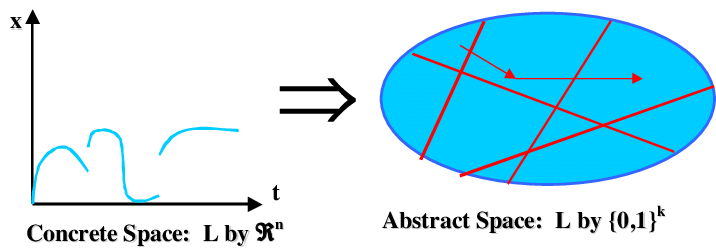 x
t
Concrete Space: L by ℜⁿ
Abstract Space: L by {0,1}ᵏ